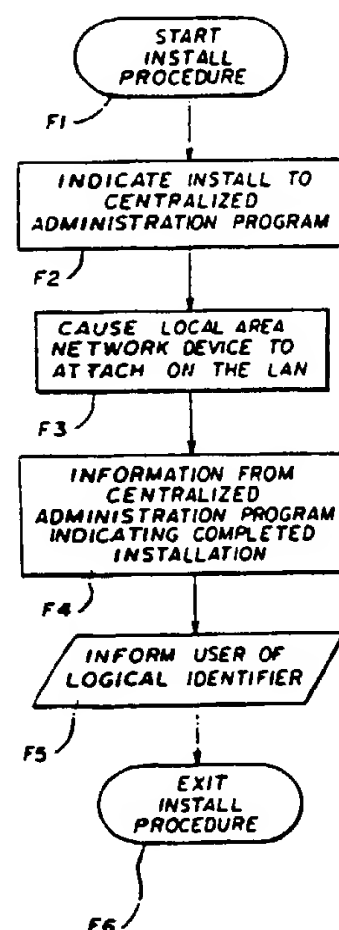 START
INSTALL
PROCEDURE
F1
INDICATE INSTALL TO
CENTRALIZED
ADMINISTRATION PROGRAM
F2
CAUSE LOCAL AREA
NETWORK DEVICE TO
ATTACH ON THE LAN
F3
INFORMATION FROM
CENTRALIZED
ADMINISTRATION PROGRAM
INDICATING COMPLETED
INSTALLATION
F4
INFORM USER OF
LOGICAL IDENTIFIER
F5
EXIT
INSTALL
PROCEDURE
F6